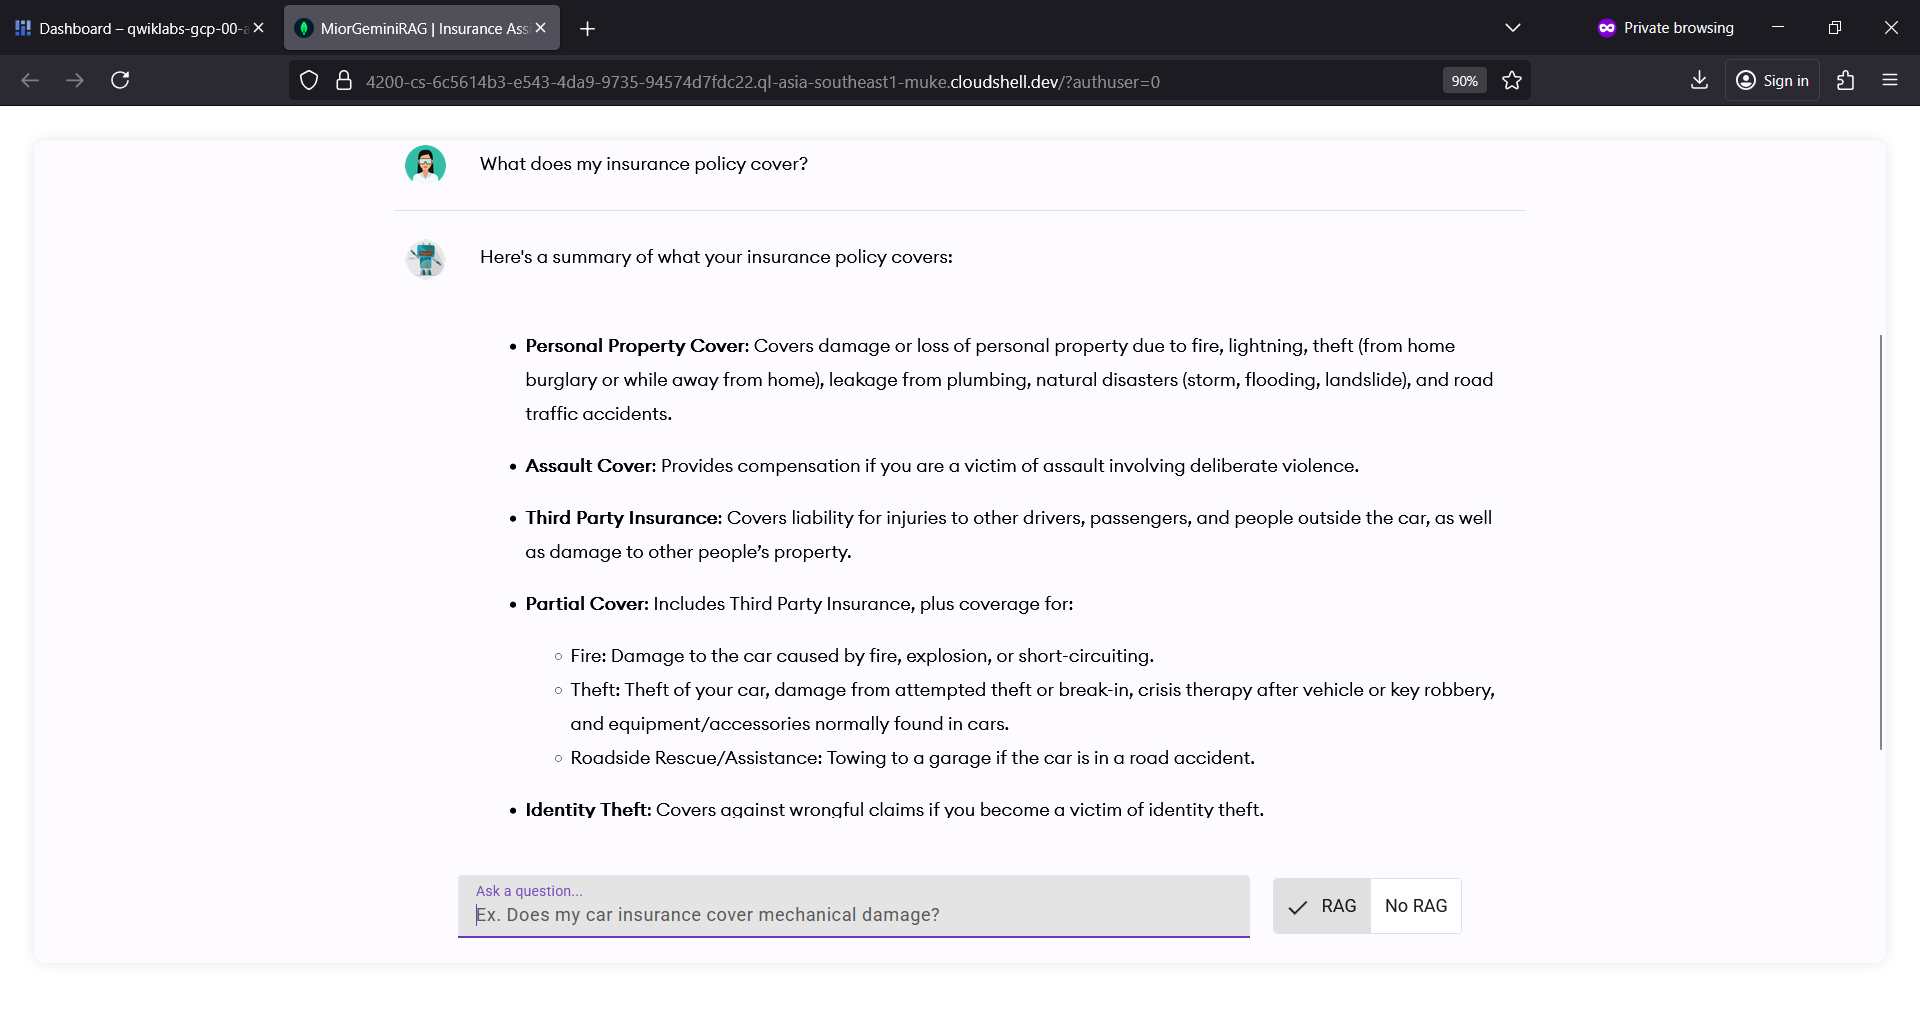 Dashboard – qwiklabs-gcp-00-a
MiorGeminiRAG | Insurance Ass
Private browsing
4200-cs-6c5614b3-e543-4da9-9735-94574d7fdc22.ql-asia-southeast1-muke.cloudshell.dev/?authuser=0
90%
Sign in
What does my insurance policy cover?
Here's a summary of what your insurance policy covers:
• Personal Property Cover: Covers damage or loss of personal property due to fire, lightning, theft (from home
burglary or while away from home), leakage from plumbing, natural disasters (storm, flooding, landslide), and road
traffic accidents.
• Assault Cover: Provides compensation if you are a victim of assault involving deliberate violence.
• Third Party Insurance: Covers liability for injuries to other drivers, passengers, and people outside the car, as well
as damage to other people’s property.
• Partial Cover: Includes Third Party Insurance, plus coverage for:
◦ Fire: Damage to the car caused by fire, explosion, or short-circuiting.
◦ Theft: Theft of your car, damage from attempted theft or break-in, crisis therapy after vehicle or key robbery,
and equipment/accessories normally found in cars.
◦ Roadside Rescue/Assistance: Towing to a garage if the car is in a road accident.
• Identity Theft: Covers against wrongful claims if you become a victim of identity theft.
Ask a question...
Ex. Does my car insurance cover mechanical damage?
RAG
No RAG